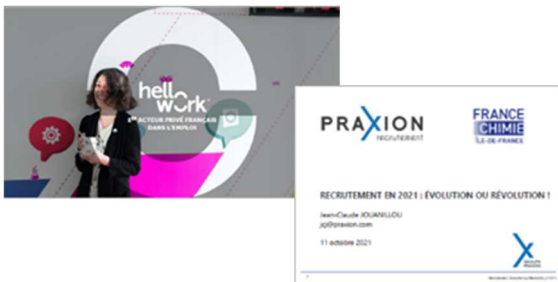 hello
work
1ER ACTEUR PRIVÉ FRANÇAIS
DANS L'EMPLOI
PRAXION
RECRUTEMENT
FRANCE
CHIMIE
ÎLE-DE-FRANCE
RECRUTEMENT EN 2021 : ÉVOLUTION OU RÉVOLUTION !
Jean-Claude JOUANILLOU
jcj@praxion.com
11 octobre 2021